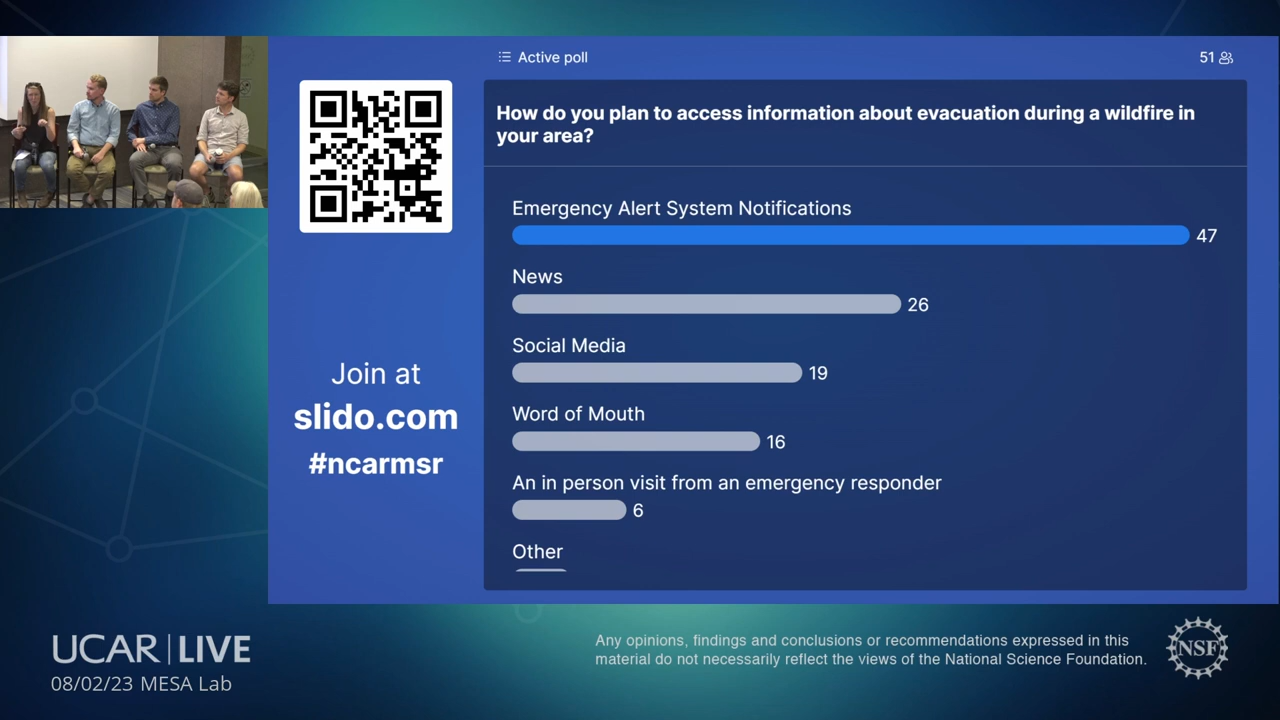 Active poll
51
How do you plan to access information about evacuation during a wildfire in
your area?
Emergency Alert System Notifications
47
News
26
Social Media
19
Word of Mouth
16
An in person visit from an emergency responder
6
Other
Join at
slido.com
#ncarmsr
UCAR | LIVE
08/02/23 MESA Lab
Any opinions, findings and conclusions or recommendations expressed in this
material do not necessarily reflect the views of the National Science Foundation.
NSF